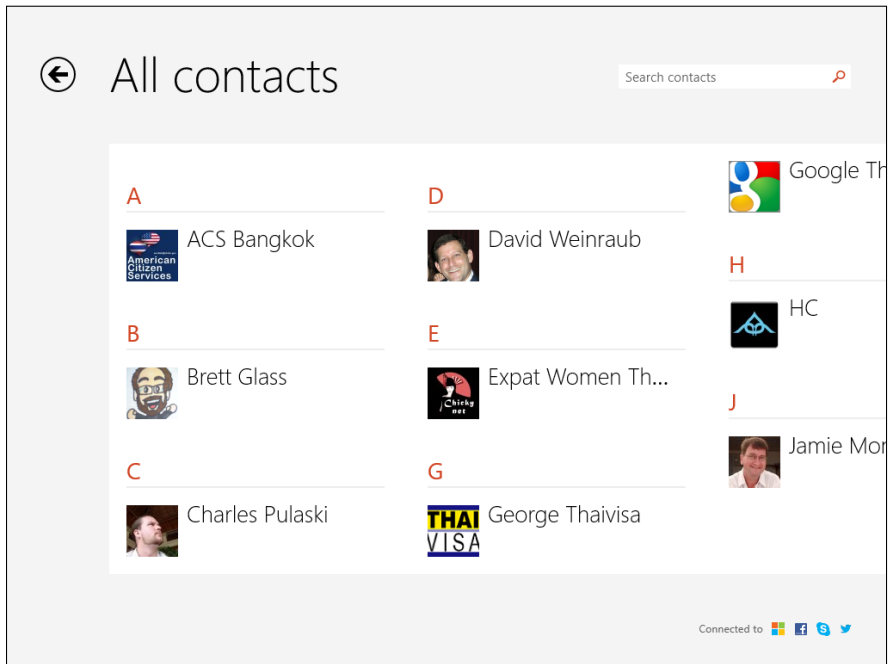 All contacts
Search contacts
A
ACS Bangkok
American
Citizen
Services
B
Brett Glass
C
Charles Pulaski
D
David Weinraub
E
Expat Women Th...
Chicky
net
G
George Thaivisa
THAI
VISA
Google Th
H
HC
J
Jamie Mor
Connected to